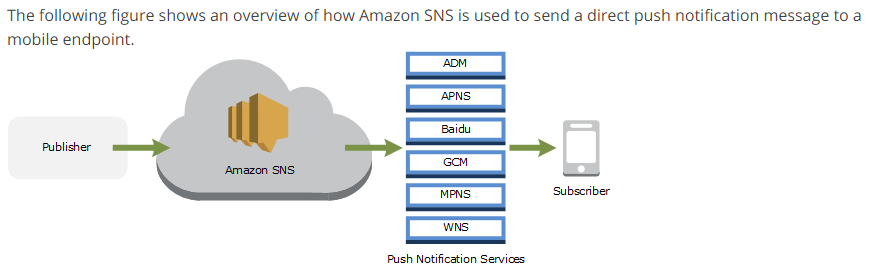 The following figure shows an overview of how Amazon SNS is used to send a direct push notification message to a
mobile endpoint.
ADM
APNS
Baidu
Publisher
GCM
Amazon SNS
MPNS
Subscriber
WNS
Push Notification Services